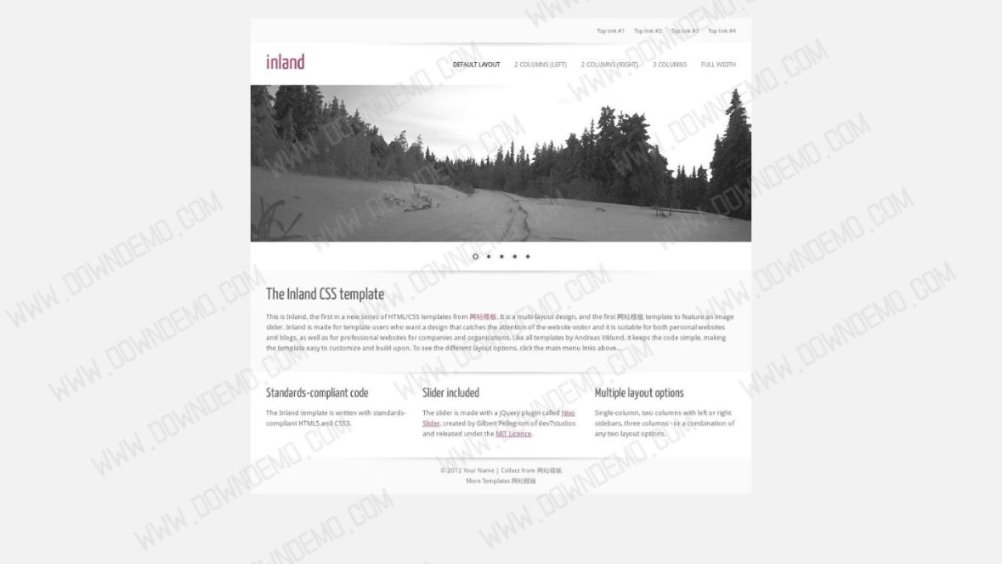 Top link #1 Top link #2 Top link #3 Top link #4
inland
DEFAULT LAYOUT 2 COLUMNS (LEFT) 2 COLUMNS (RIGHT) 3 COLUMNS FULL WIDTH
The Inland CSS template
This is Inland, the first in a new series of HTML/CSS templates from 网站模板. It is a multi-layout design, and the first 网站模板 template to feature an image
slider. Inland is made for template users who want a design that catches the attention of the website visitor and it is suitable for both personal websites
and blogs, as well as for professional websites for companies and organizations. Like all templates by Andreas Viklund, it keeps the code simple, making
the template easy to customize and build upon. To see the different layout options, click the main menu links above...
Standards-compliant code
The Inland template is written with standards-
compliant HTML5 and CSS3.
Slider included
The slider is made with a jQuery plugin called Nivo
Slider, created by Gilbert Pellegrom of dev7studios
and released under the MIT Licence.
Multiple layout options
Single-column, two columns with left or right
sidebars, three columns - or a combination of
any two layout options.
© 2012 Your Name | Collect from 网站模板
More Templates 网站模板
WWW.DOWNDEMO.COM